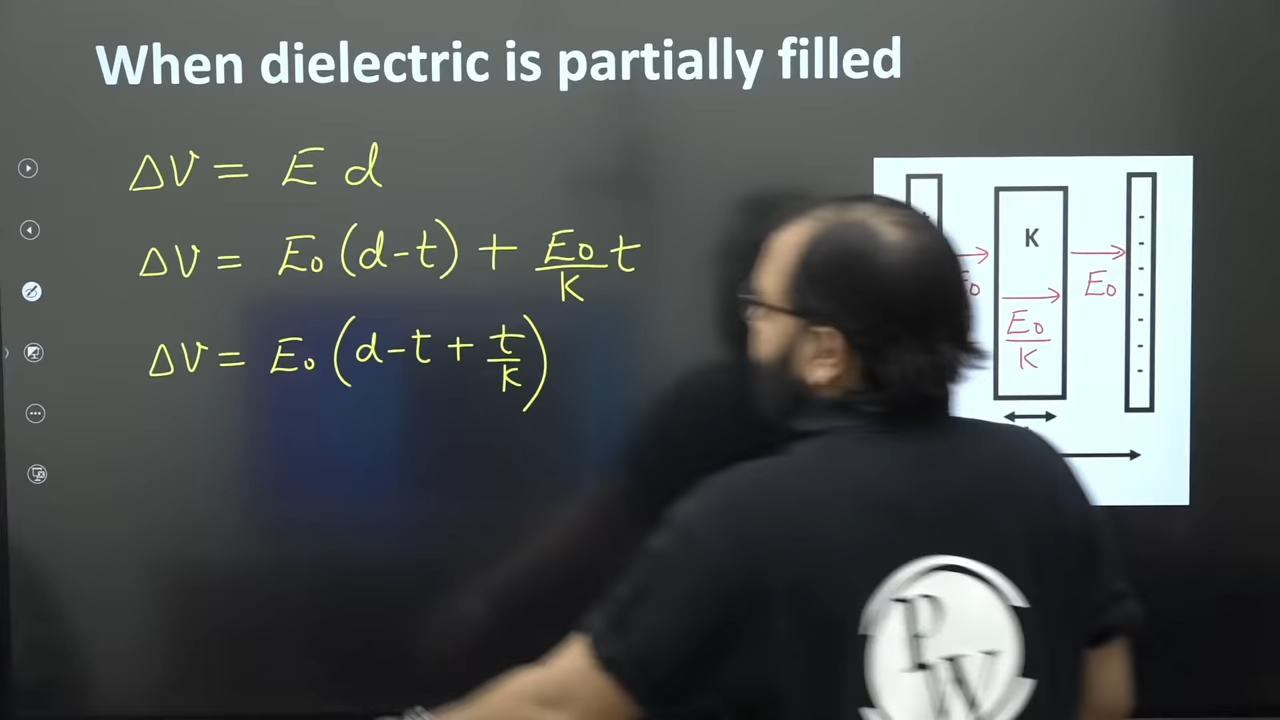 When dielectric is partially filled
ΔV = E d
ΔV = E₀ (d-t) + E₀/K t
ΔV = E₀ (d-t + t/K)
K
E₀
E₀/K
P
W